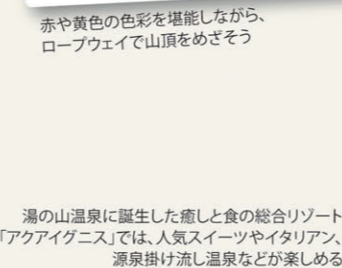 赤や黄色の色彩を堪能しながら、
ロープウェイで山頂をめざそう
湯の山温泉に誕生した癒しと食の総合リゾート
「アクアイグニス」では、人気スイーツやイタリアン、
源泉掛け流し温泉などが楽しめる